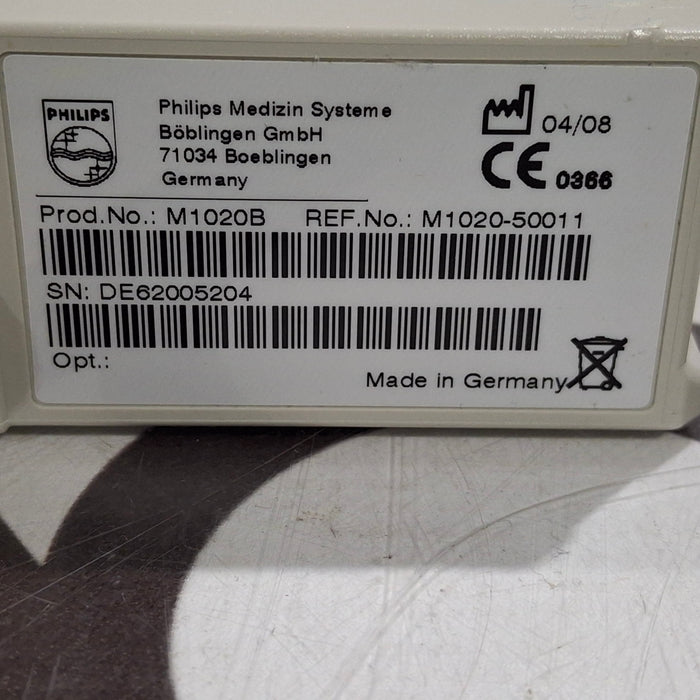 PHILIPS
Philips Medizin Systeme
Böblingen GmbH
71034 Boeblingen
Germany
04/08
CE 0366
Prod.No.: M1020B REF.No.: M1020-50011
SN: DE62005204
Opt.:
Made in Germany